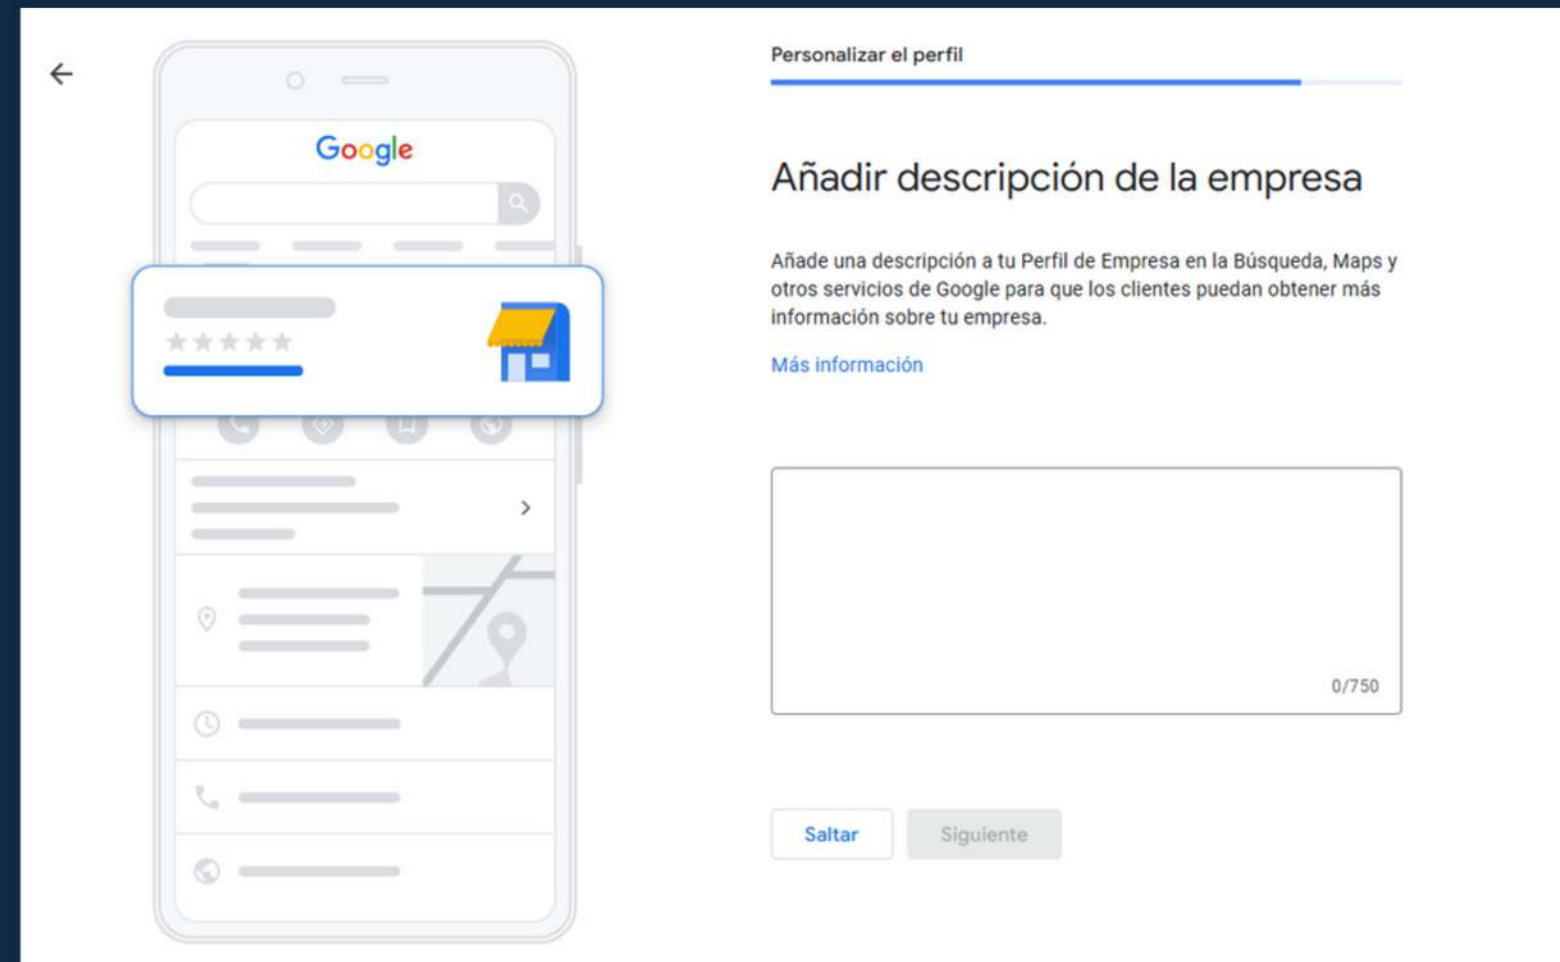 Google
Personalizar el perfil
Añadir descripción de la empresa
Añade una descripción a tu Perfil de Empresa en la Búsqueda, Maps y
otros servicios de Google para que los clientes puedan obtener más
información sobre tu empresa.
Más información
0/750
Saltar
Siguiente